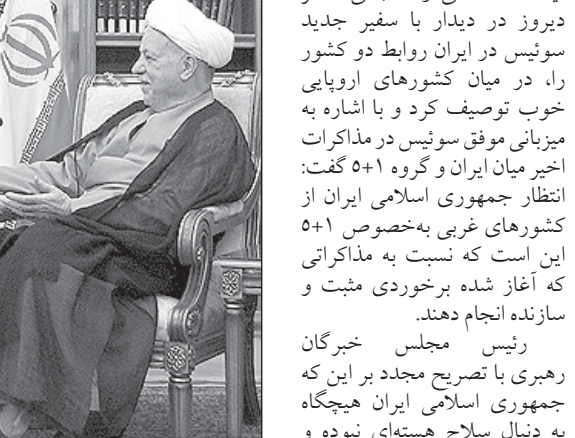 دیروز در دیدار با سفیر جدید
سوئیس در ایران روابط دو کشور
را، در میان کشورهای اروپایی
خوب توصیف کرد و با اشاره به
میزبانی موفق سوئیس در مذاکرات
اخیر میان ایران و گروه ۱+۵ گفت:
انتظار جمهوری اسلامی ایران از
کشورهای غربی به‌خصوص ۱+۵
این است که نسبت به مذاکراتی
که آغاز شده برخوردی مثبت و
سازنده انجام دهند.
رئیس مجلس خبرگان
رهبری با تصریح مجدد بر این که
جمهوری اسلامی ایران هیچگاه
به دنبال سلاح هسته‌ای نبوده و